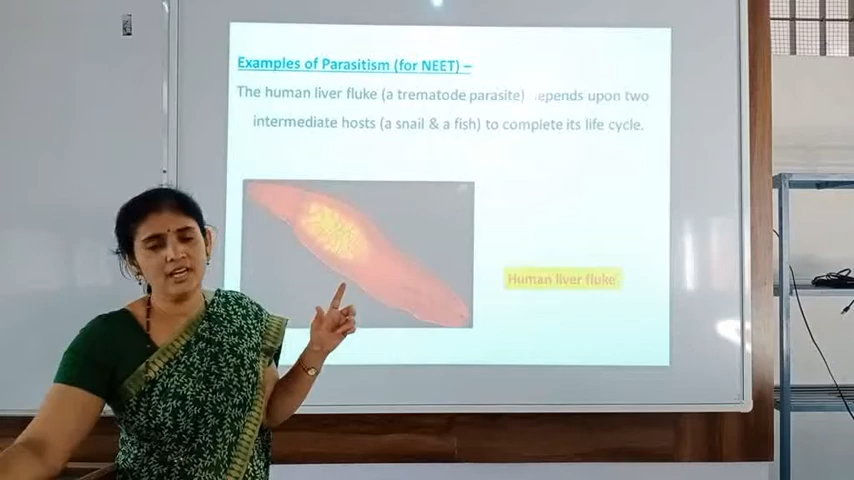 Examples of Parasitism (for NEET) –
The human liver fluke (a trematode parasite) depends upon two
intermediate hosts (a snail & a fish) to complete its life cycle.
Human liver fluke